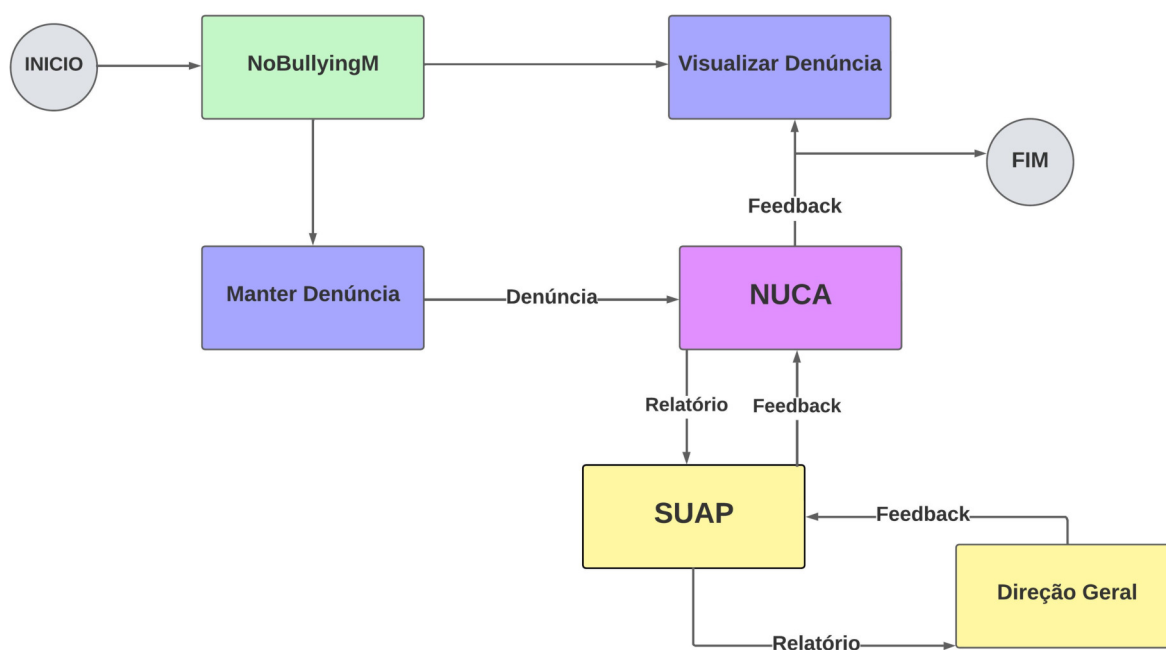 INICIO
NoBullyingM
Visualizar Denúncia
FIM
Feedback
Manter Denúncia
Denúncia
NUCA
Relatório
Feedback
SUAP
Feedback
Direção Geral
Relatório